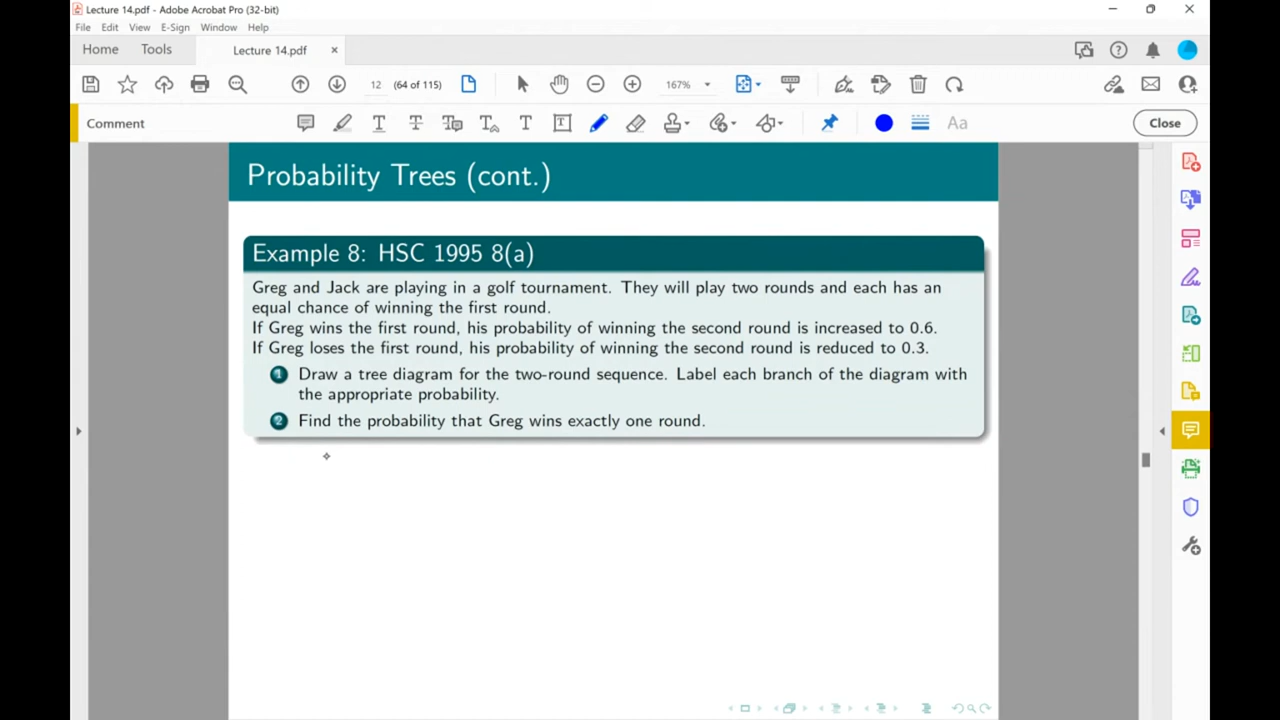 Lecture 14.pdf - Adobe Acrobat Pro (32-bit)
File Edit View E-Sign Window Help
Home Tools Lecture 14.pdf ×
12 (64 of 115) 167%
Comment Close
Probability Trees (cont.)
Example 8: HSC 1995 8(a)
Greg and Jack are playing in a golf tournament. They will play two rounds and each has an
equal chance of winning the first round.
If Greg wins the first round, his probability of winning the second round is increased to 0.6.
If Greg loses the first round, his probability of winning the second round is reduced to 0.3.
1 Draw a tree diagram for the two-round sequence. Label each branch of the diagram with
the appropriate probability.
2 Find the probability that Greg wins exactly one round.